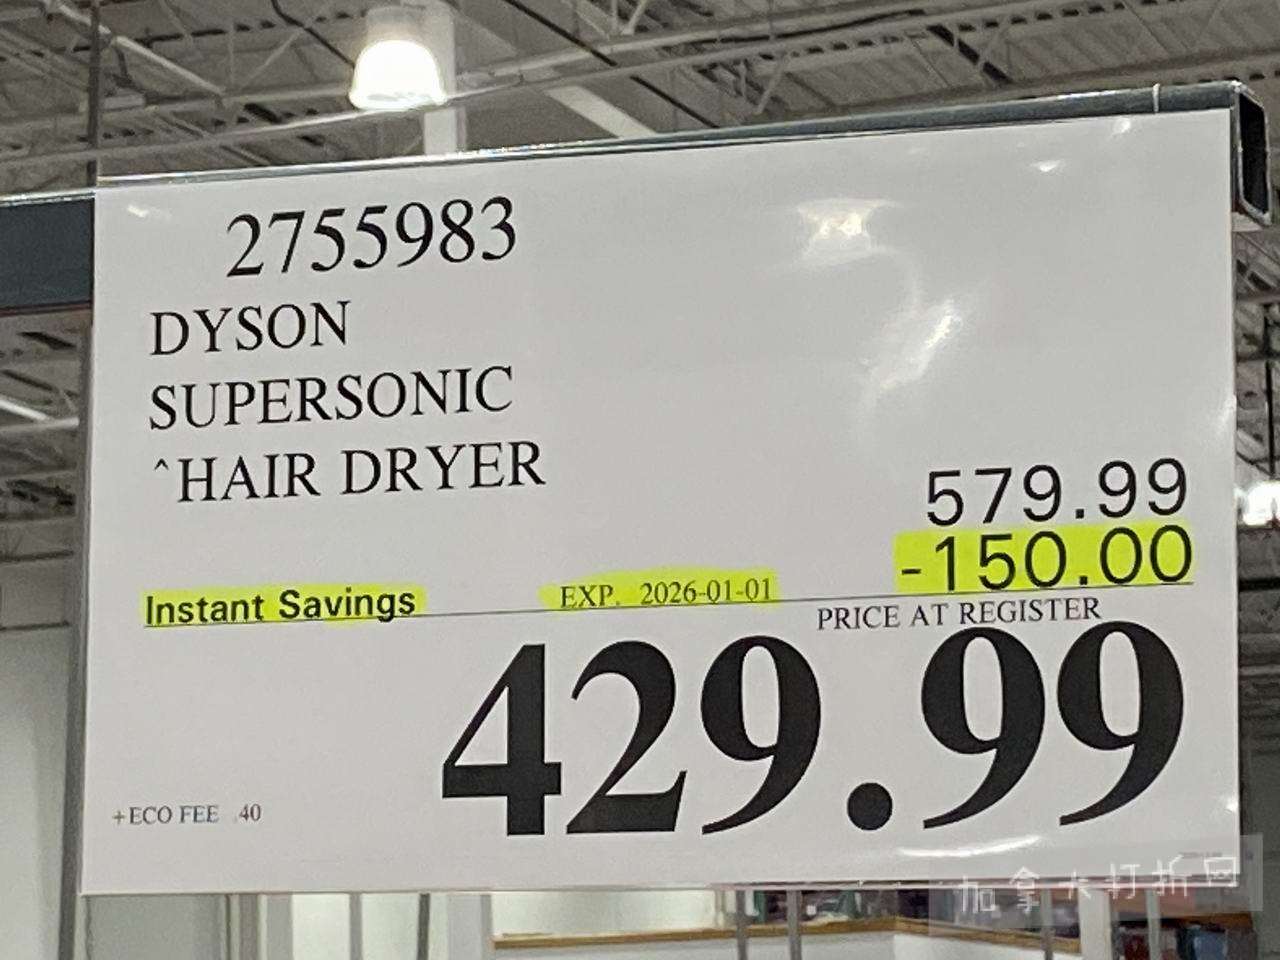 2755983
DYSON
SUPERSONIC
^HAIR DRYER
579.99
-150.00
Instant Savings EXP. 2026-01-01
PRICE AT REGISTER
429.99
+ECO FEE .40
加拿大打折网